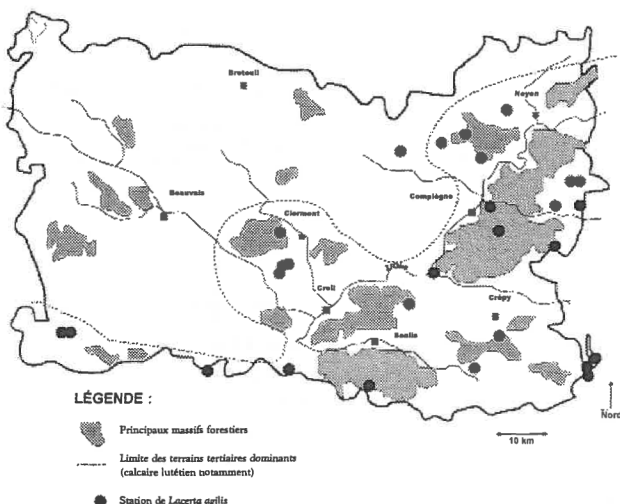 Breteuil
Noyon
Beauvais
Clermont
Compiègne
L'Oise
Creil
Crépy
Senlis
LÉGENDE :
Principaux massifs forestiers
Limite des terrains tertiaires dominants
(calcaire lutétien notamment)
Station de Lacerta agilis
10 km
Nord